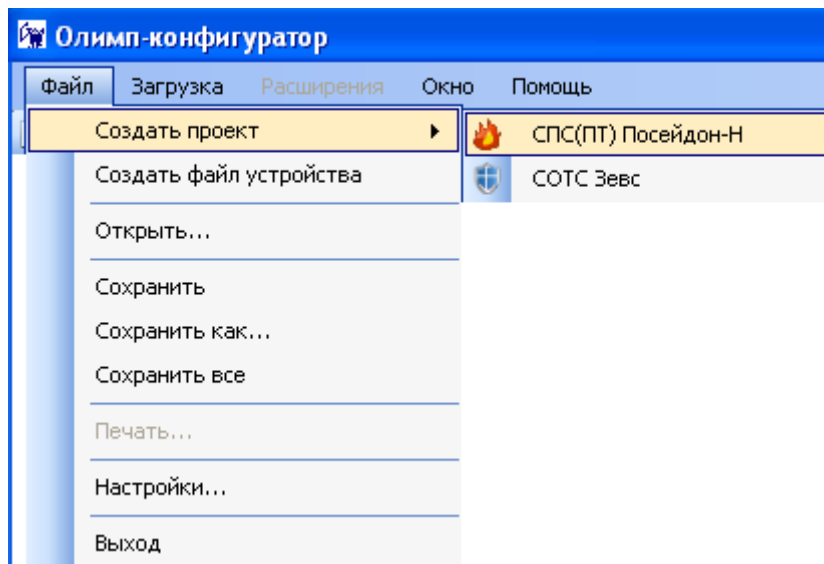 Олимп-конфигуратор
Файл Загрузка Расширения Окно Помощь
Создать проект
СПС(ПТ) Посейдон-Н
Создать файл устройства
СОТС Зевс
Открыть...
Сохранить
Сохранить как...
Сохранить все
Печать...
Настройки...
Выход